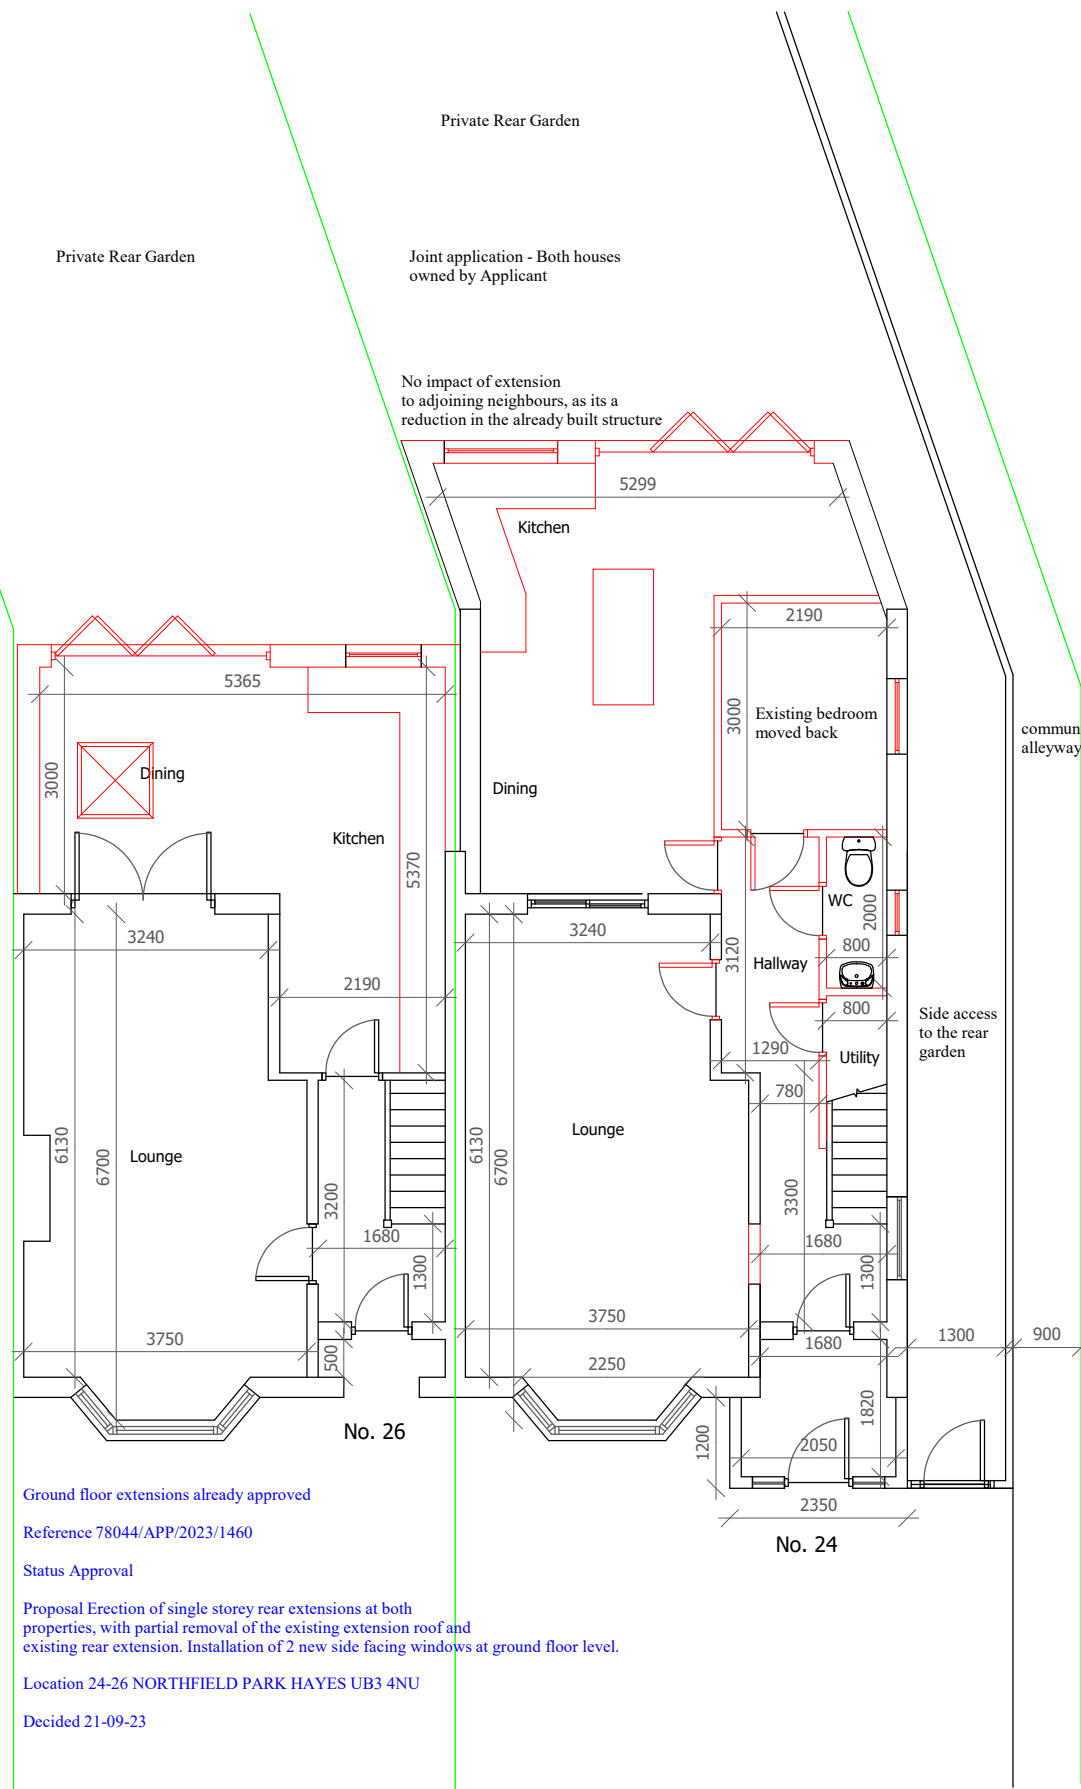 Private Rear Garden
Private Rear Garden
Joint application - Both houses
owned by Applicant
No impact of extension
to adjoining neighbours, as its a
reduction in the already built structure
5299
Kitchen
2190
5365
3000
Existing bedroom
moved back
commun
alleyway
3000
Dining
Dining
Kitchen
5370
WC
2000
3240
3240
3120
800
Hallway
2190
800
Side access
to the rear
garden
1290
Utility
780
Lounge
6130
6700
Lounge
6130
6700
3200
3300
1680
1300
1680
1300
3750
500
3750
1680
1300
900
2250
1820
1200
No. 26
2050
2350
No. 24
Ground floor extensions already approved
Reference 78044/APP/2023/1460
Status Approval
Proposal Erection of single storey rear extensions at both
properties, with partial removal of the existing extension roof and
existing rear extension. Installation of 2 new side facing windows at ground floor level.
Location 24-26 NORTHFIELD PARK HAYES UB3 4NU
Decided 21-09-23